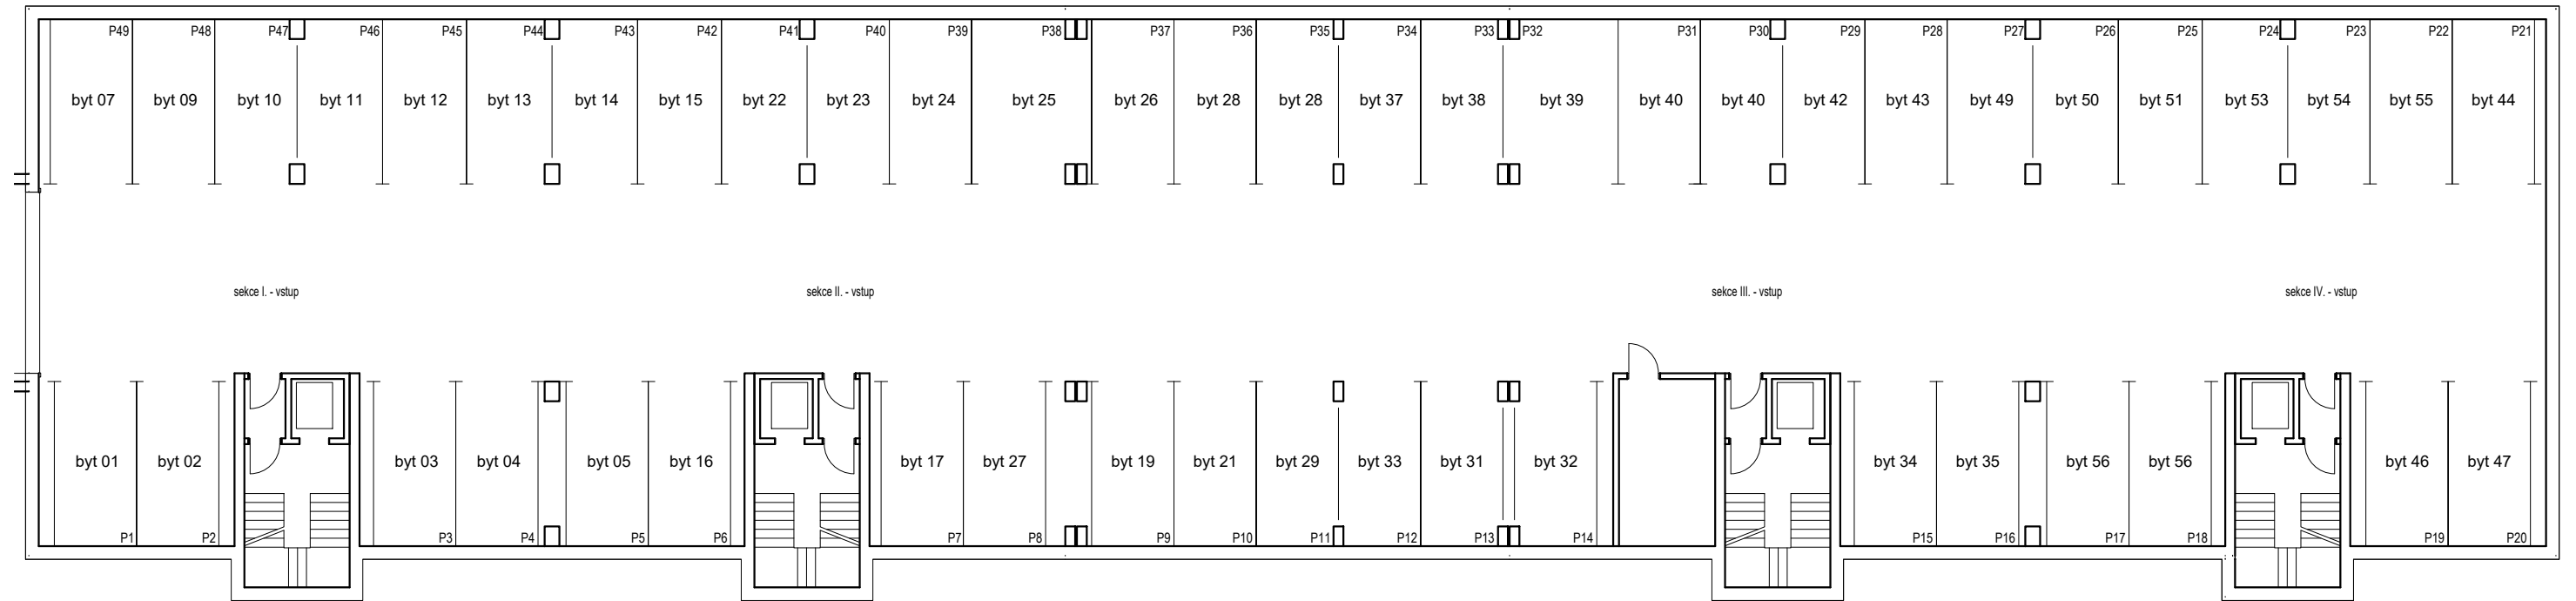 P49 P48 P47 P46 P45 P44 P43 P42 P41 P40 P39 P38 P37 P36 P35 P34 P33 P32 P31 P30 P29 P28 P27 P26 P25 P24 P23 P22 P21
byt 07 byt 09 byt 10 byt 11 byt 12 byt 13 byt 14 byt 15 byt 22 byt 23 byt 24 byt 25 byt 26 byt 28 byt 28 byt 37 byt 38 byt 39 byt 40 byt 40 byt 42 byt 43 byt 49 byt 50 byt 51 byt 53 byt 54 byt 55 byt 44
sekce I. - vstup sekce II. - vstup sekce III. - vstup sekce IV. - vstup
byt 01 byt 02 byt 03 byt 04 byt 05 byt 16 byt 17 byt 27 byt 19 byt 21 byt 29 byt 33 byt 31 byt 32 byt 34 byt 35 byt 56 byt 56 byt 46 byt 47
P1 P2 P3 P4 P5 P6 P7 P8 P9 P10 P11 P12 P13 P14 P15 P16 P17 P18 P19 P20